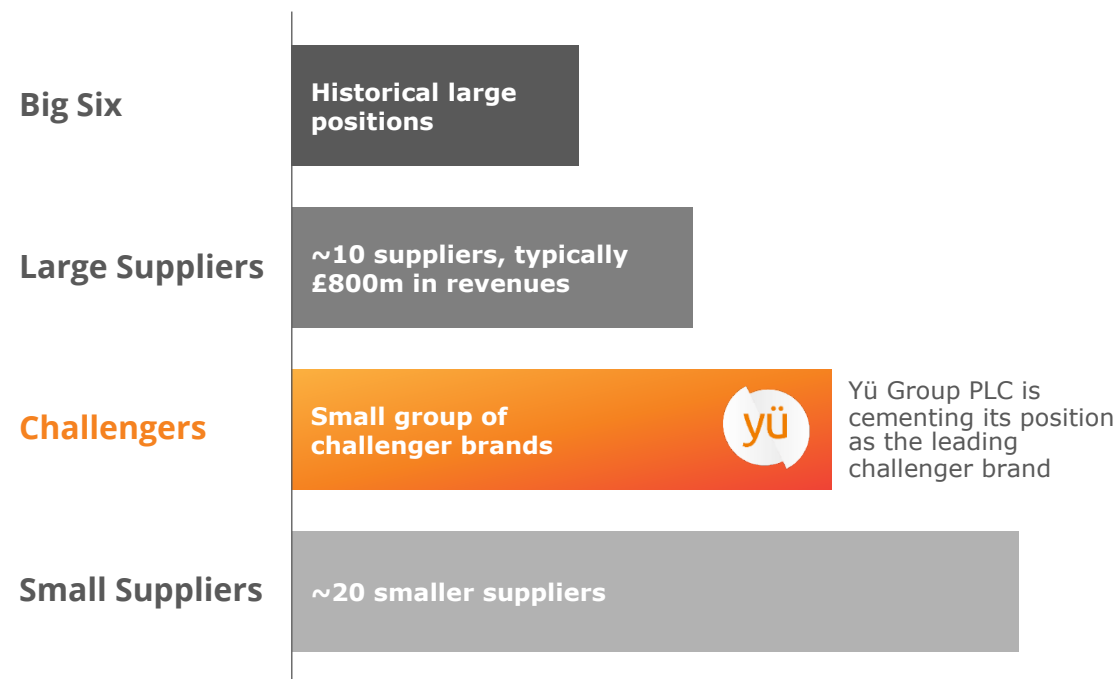 Big Six
Historical large
positions
Large Suppliers
~10 suppliers, typically
£800m in revenues
Challengers
Small group of
challenger brands
yü
Yü Group PLC is
cementing its position
as the leading
challenger brand
Small Suppliers
~20 smaller suppliers